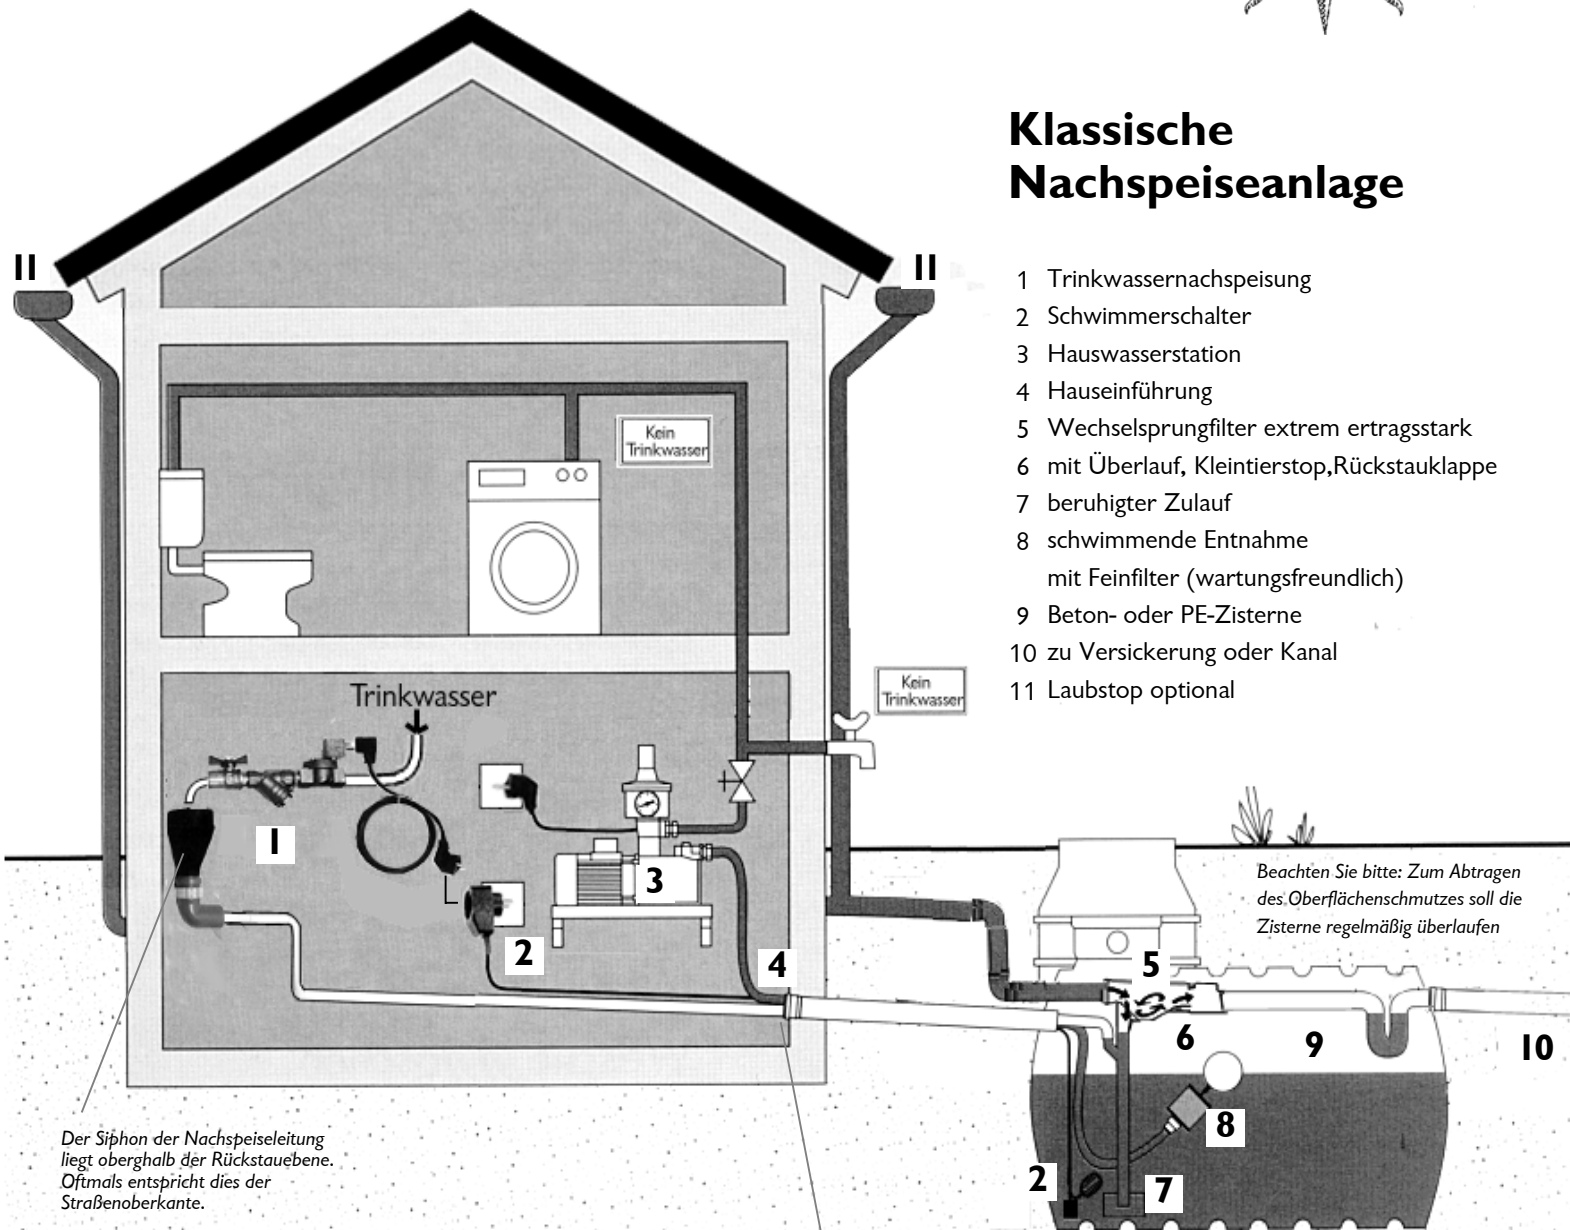 Klassische
Nachspeiseanlage
11
11
1 Trinkwassernachspeisung
2 Schwimmerschalter
3 Hauswasserstation
4 Hauseinführung
5 Wechselsprungfilter extrem ertragsstark
6 mit Überlauf, Kleintierstop,Rückstauklappe
7 beruhigter Zulauf
8 schwimmende Entnahme
mit Feinfilter (wartungsfreundlich)
9 Beton- oder PE-Zisterne
10 zu Versickerung oder Kanal
11 Laubstop optional
Kein
Trinkwasser
Kein
Trinkwasser
Trinkwasser
1
2
3
4
5
6
9
10
8
2
7
Beachten Sie bitte: Zum Abtragen
des Oberflächenschmutzes soll die
Zisterne regelmäßig überlaufen
Der Siphon der Nachspeiseleitung
liegt oberghalb der Rückstauebene.
Oftmals entspricht dies der
Straßenoberkante.